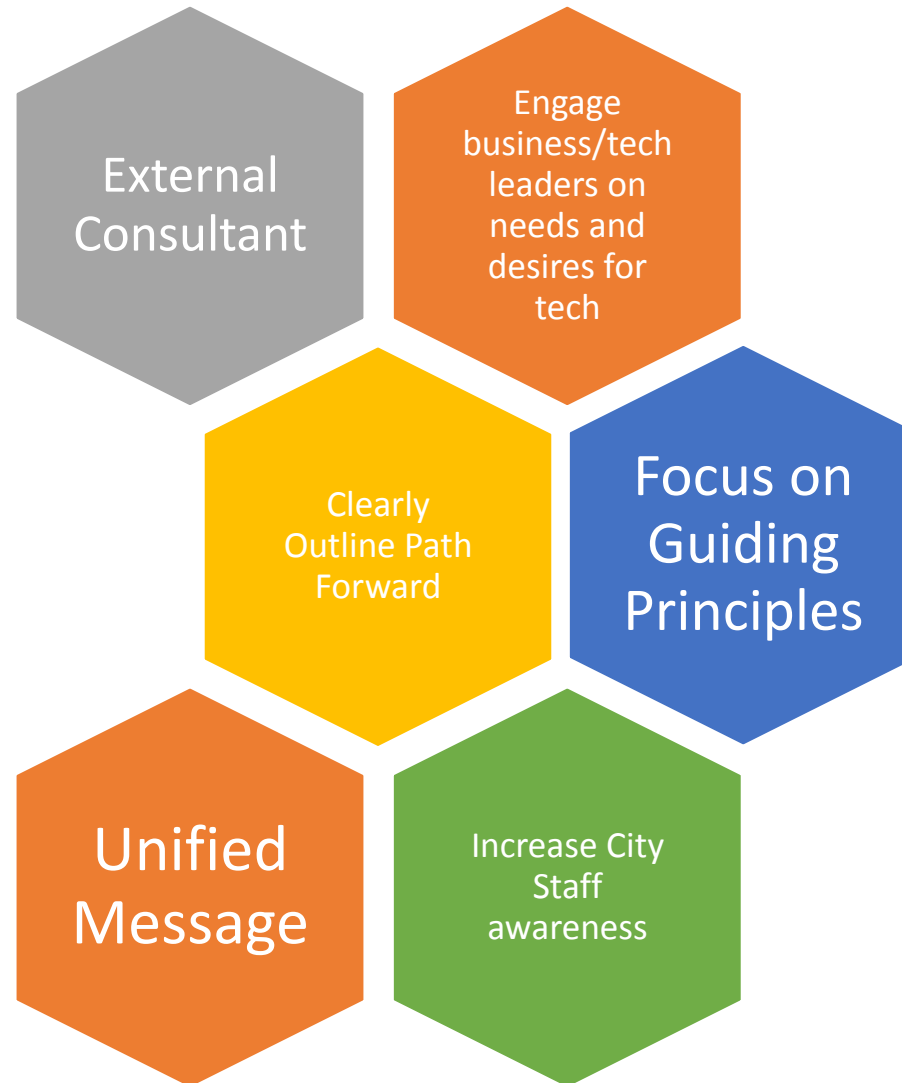 External
Consultant
Engage
business/tech
leaders on
needs and
desires for
tech
Clearly
Outline Path
Forward
Focus on
Guiding
Principles
Unified
Message
Increase City
Staff
awareness